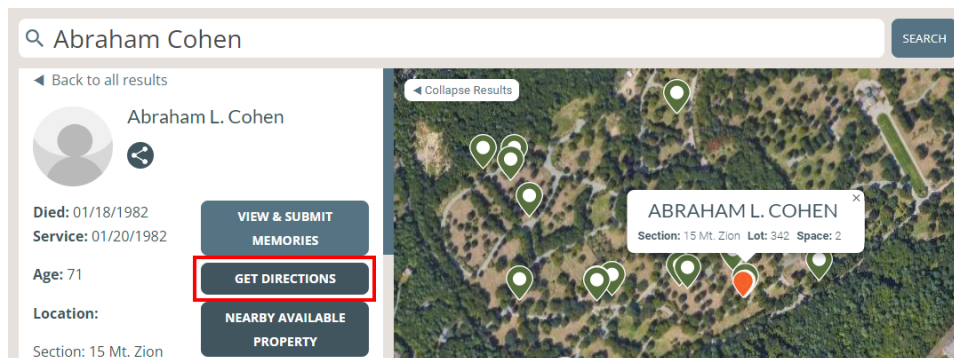 Abraham Cohen
SEARCH
◀ Back to all results
Abraham L. Cohen
Died: 01/18/1982
Service: 01/20/1982
Age: 71
Location:
Section: 15 Mt. Zion
VIEW & SUBMIT
MEMORIES
GET DIRECTIONS
NEARBY AVAILABLE
PROPERTY
◀ Collapse Results
ABRAHAM L. COHEN
Section: 15 Mt. Zion Lot: 342 Space: 2